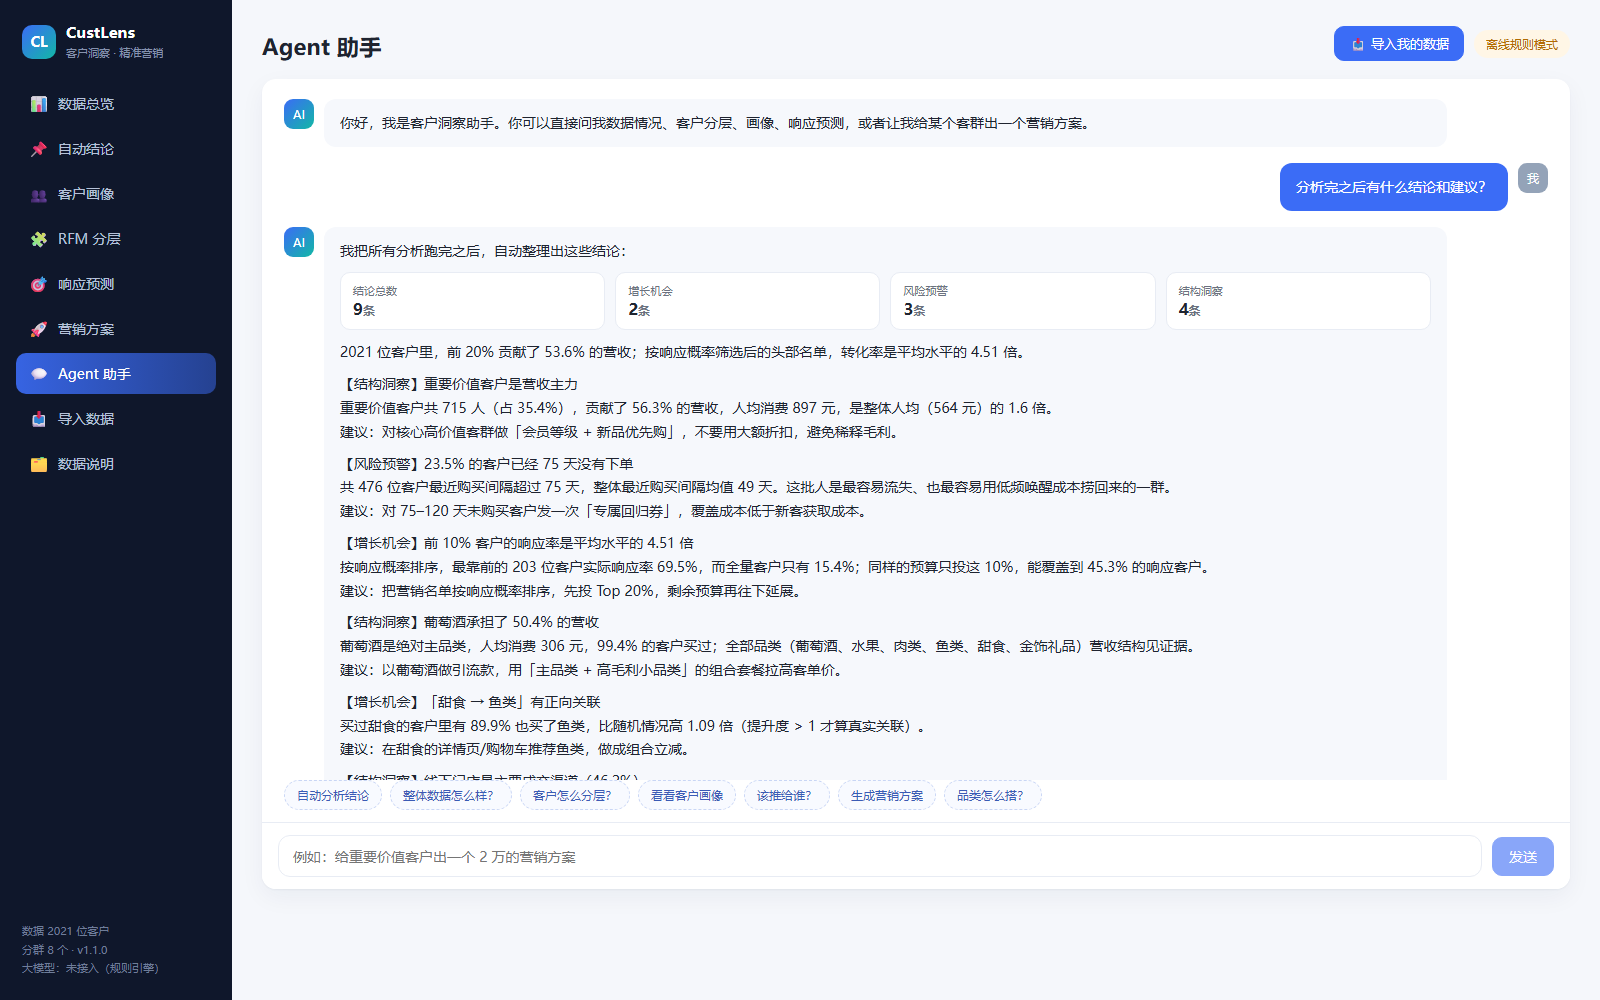 CL
CustLens
客户洞察 · 精准营销
数据总览
自动结论
客户画像
RFM 分层
响应预测
营销方案
Agent 助手
导入数据
数据说明
数据 2021 位客户
分群 8 个 · v1.1.0
大模型：未接入（规则引擎）
Agent 助手
导入我的数据
离线规则模式
AI
你好，我是客户洞察助手。你可以直接问我数据情况、客户分层、画像、响应预测，或者让我给某个客群出一个营销方案。
分析完之后有什么结论和建议？
我
AI
我把所有分析跑完之后，自动整理出这些结论：
结论总数
9条
增长机会
2条
风险预警
3条
结构洞察
4条
2021 位客户里，前 20% 贡献了 53.6% 的营收；按响应概率筛选后的头部名单，转化率是平均水平的 4.51 倍。
【结构洞察】重要价值客户是营收主力
重要价值客户共 715 人（占 35.4%），贡献了 56.3% 的营收，人均消费 897 元，是整体人均（564 元）的 1.6 倍。
建议：对核心高价值客群做「会员等级 + 新品优先购」，不要用大额折扣，避免稀释毛利。
【风险预警】23.5% 的客户已经 75 天没有下单
共 476 位客户最近购买间隔超过 75 天，整体最近购买间隔均值 49 天。这批人是最容易流失、也最容易用低频唤醒成本捞回来的一群。
建议：对 75–120 天未购买客户发一次「专属回归券」，覆盖成本低于新客获取成本。
【增长机会】前 10% 客户的响应率是平均水平的 4.51 倍
按响应概率排序，最靠前的 203 位客户实际响应率 69.5%，而全量客户只有 15.4%；同样的预算只投这 10%，能覆盖到 45.3% 的响应客户。
建议：把营销名单按响应概率排序，先投 Top 20%，剩余预算再往下延展。
【结构洞察】葡萄酒承担了 50.4% 的营收
葡萄酒是绝对主品类，人均消费 306 元，99.4% 的客户买过；全部品类（葡萄酒、水果、肉类、鱼类、甜食、金饰礼品）营收结构见证据。
建议：以葡萄酒做引流款，用「主品类 + 高毛利小品类」的组合套餐拉高客单价。
【增长机会】「甜食 → 鱼类」有正向关联
买过甜食的客户里有 89.9% 也买了鱼类，比随机情况高 1.09 倍（提升度 > 1 才算真实关联）。
建议：在甜食的详情页/购物车推荐鱼类，做成组合立减。
【结构洞察】线下门店是主要成交渠道（46.2%）
自动分析结论
整体数据怎么样？
客户怎么分层？
看看客户画像
该推给谁？
生成营销方案
品类怎么搭？
例如：给重要价值客户出一个 2 万的营销方案
发送